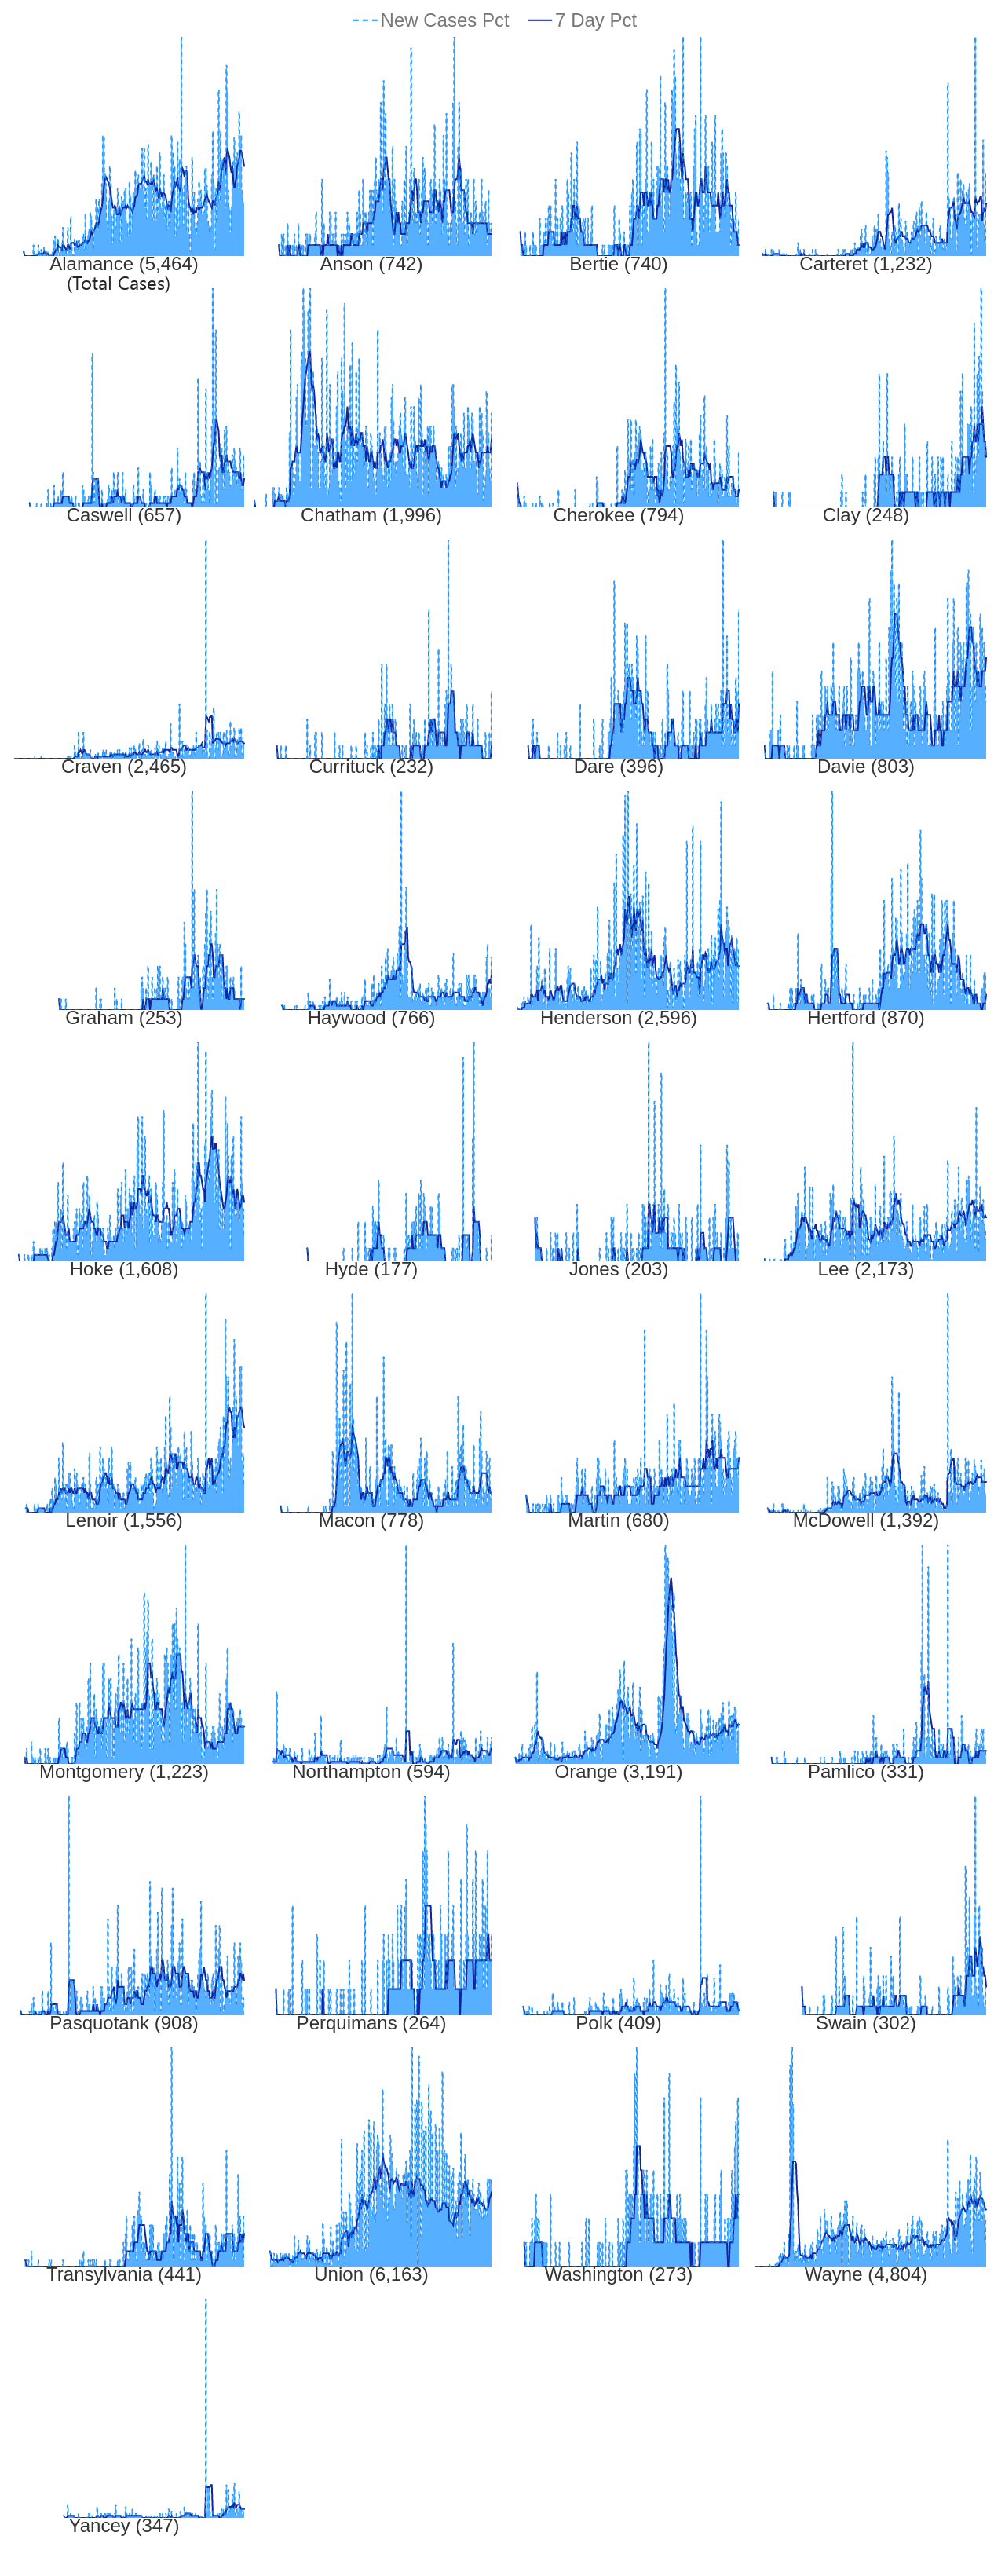 New Cases Pct 7 Day Pct
Alamance (5,464) Anson (742) Bertie (740) Carteret (1,232)
(Total Cases)
Caswell (657) Chatham (1,996) Cherokee (794) Clay (248)
Craven (2,465) Currituck (232) Dare (396) Davie (803)
Graham (253) Haywood (766) Henderson (2,596) Hertford (870)
Hoke (1,608) Hyde (177) Jones (203) Lee (2,173)
Lenoir (1,556) Macon (778) Martin (680) McDowell (1,392)
Montgomery (1,223) Northampton (594) Orange (3,191) Pamlico (331)
Pasquotank (908) Perquimans (264) Polk (409) Swain (302)
Transylvania (441) Union (6,163) Washington (273) Wayne (4,804)
Yancey (347)